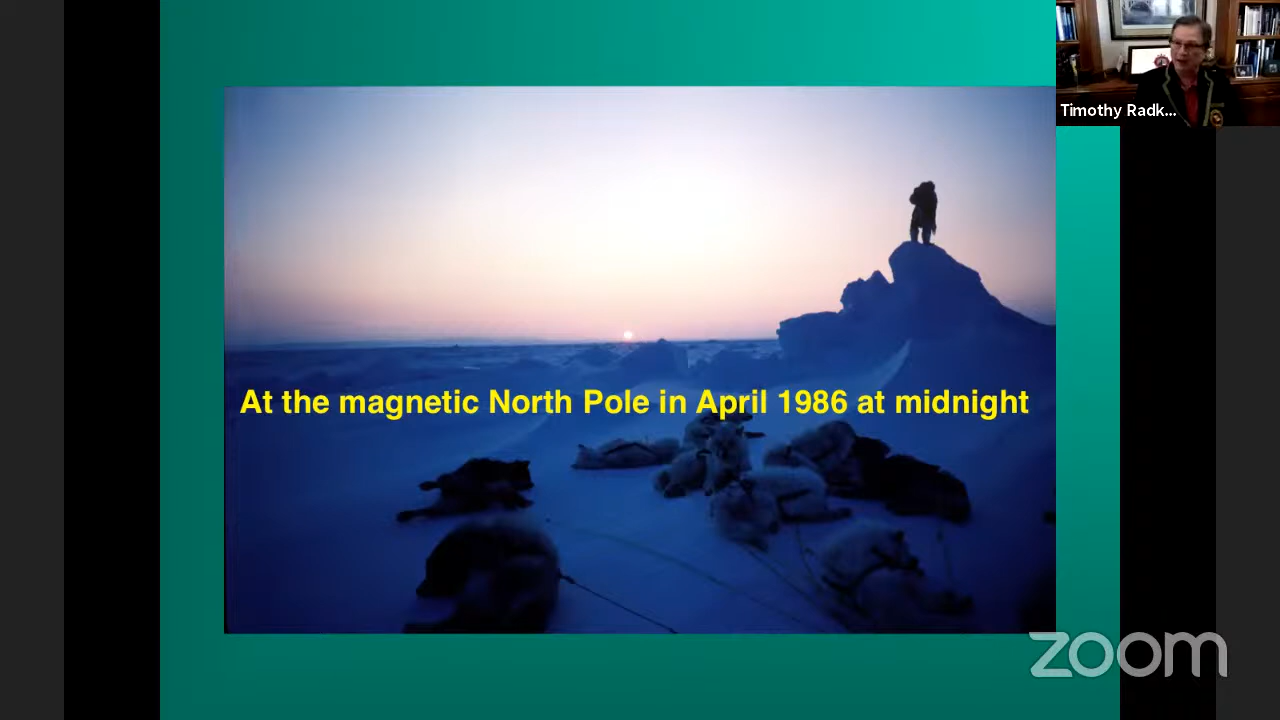 Timothy Radk...
At the magnetic North Pole in April 1986 at midnight
zoom